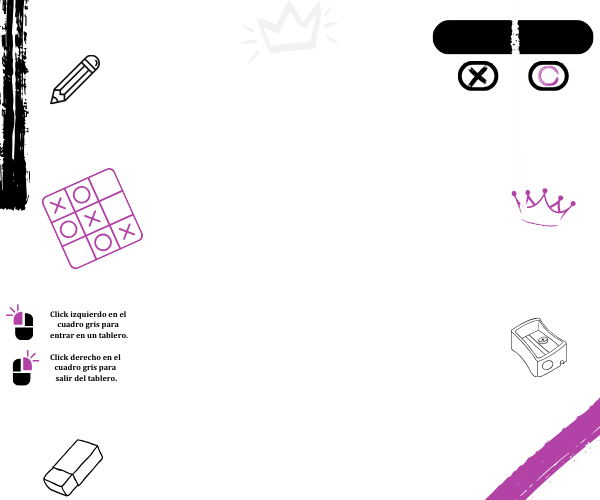 Click izquierdo en el
cuadro gris para
entrar en un tablero.
Click derecho en el
cuadro gris para
salir del tablero.